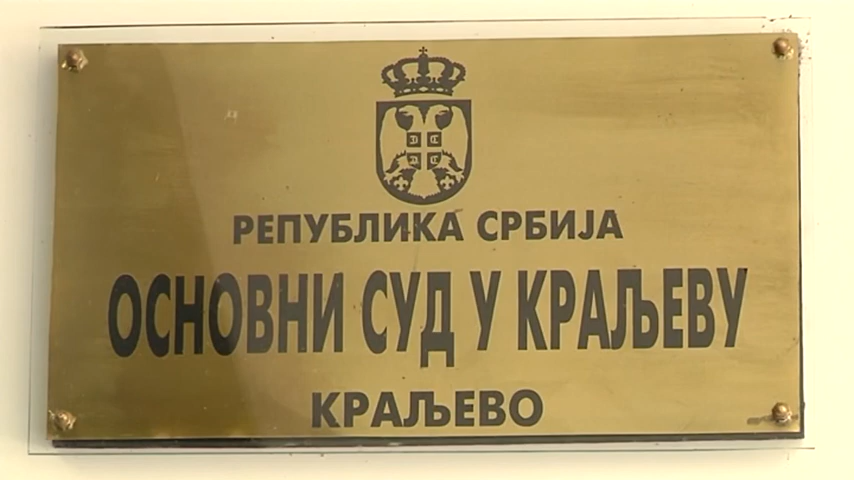 РЕПУБЛИКА СРБИЈА
ОСНОВНИ СУД У КРАЉЕВУ
КРАЉЕВО